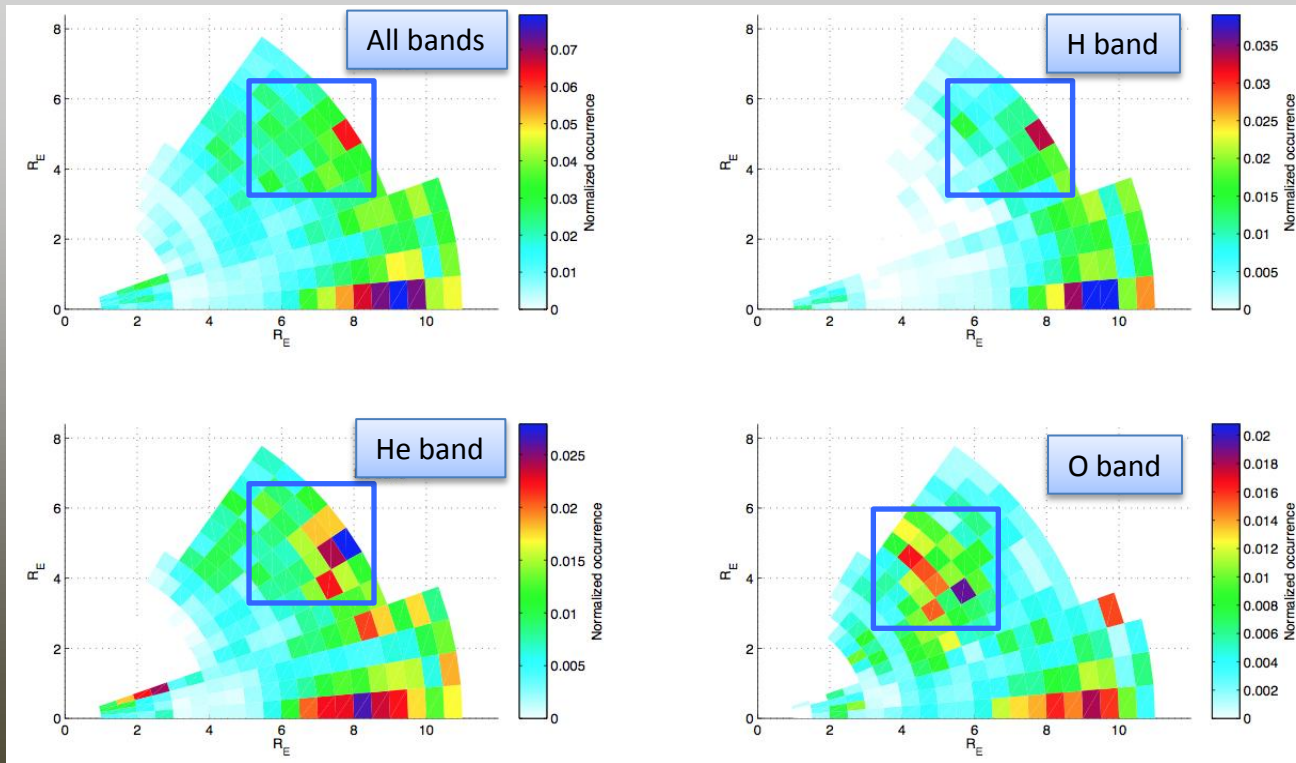 All bands
8
6
4
2
0
R_E
0 2 4 6 8 10
R_E
0.07
0.06
0.05
0.04
0.03
0.02
0.01
0
Normalized occurrence
H band
8
6
4
2
0
R_E
0 2 4 6 8 10
R_E
0.035
0.03
0.025
0.02
0.015
0.01
0.005
0
Normalized occurrence
He band
8
6
4
2
0
R_E
0 2 4 6 8 10
R_E
0.025
0.02
0.015
0.01
0.005
0
Normalized occurrence
O band
8
6
4
2
0
R_E
0 2 4 6 8 10
R_E
0.02
0.018
0.016
0.014
0.012
0.01
0.008
0.006
0.004
0.002
0
Normalized occurrence